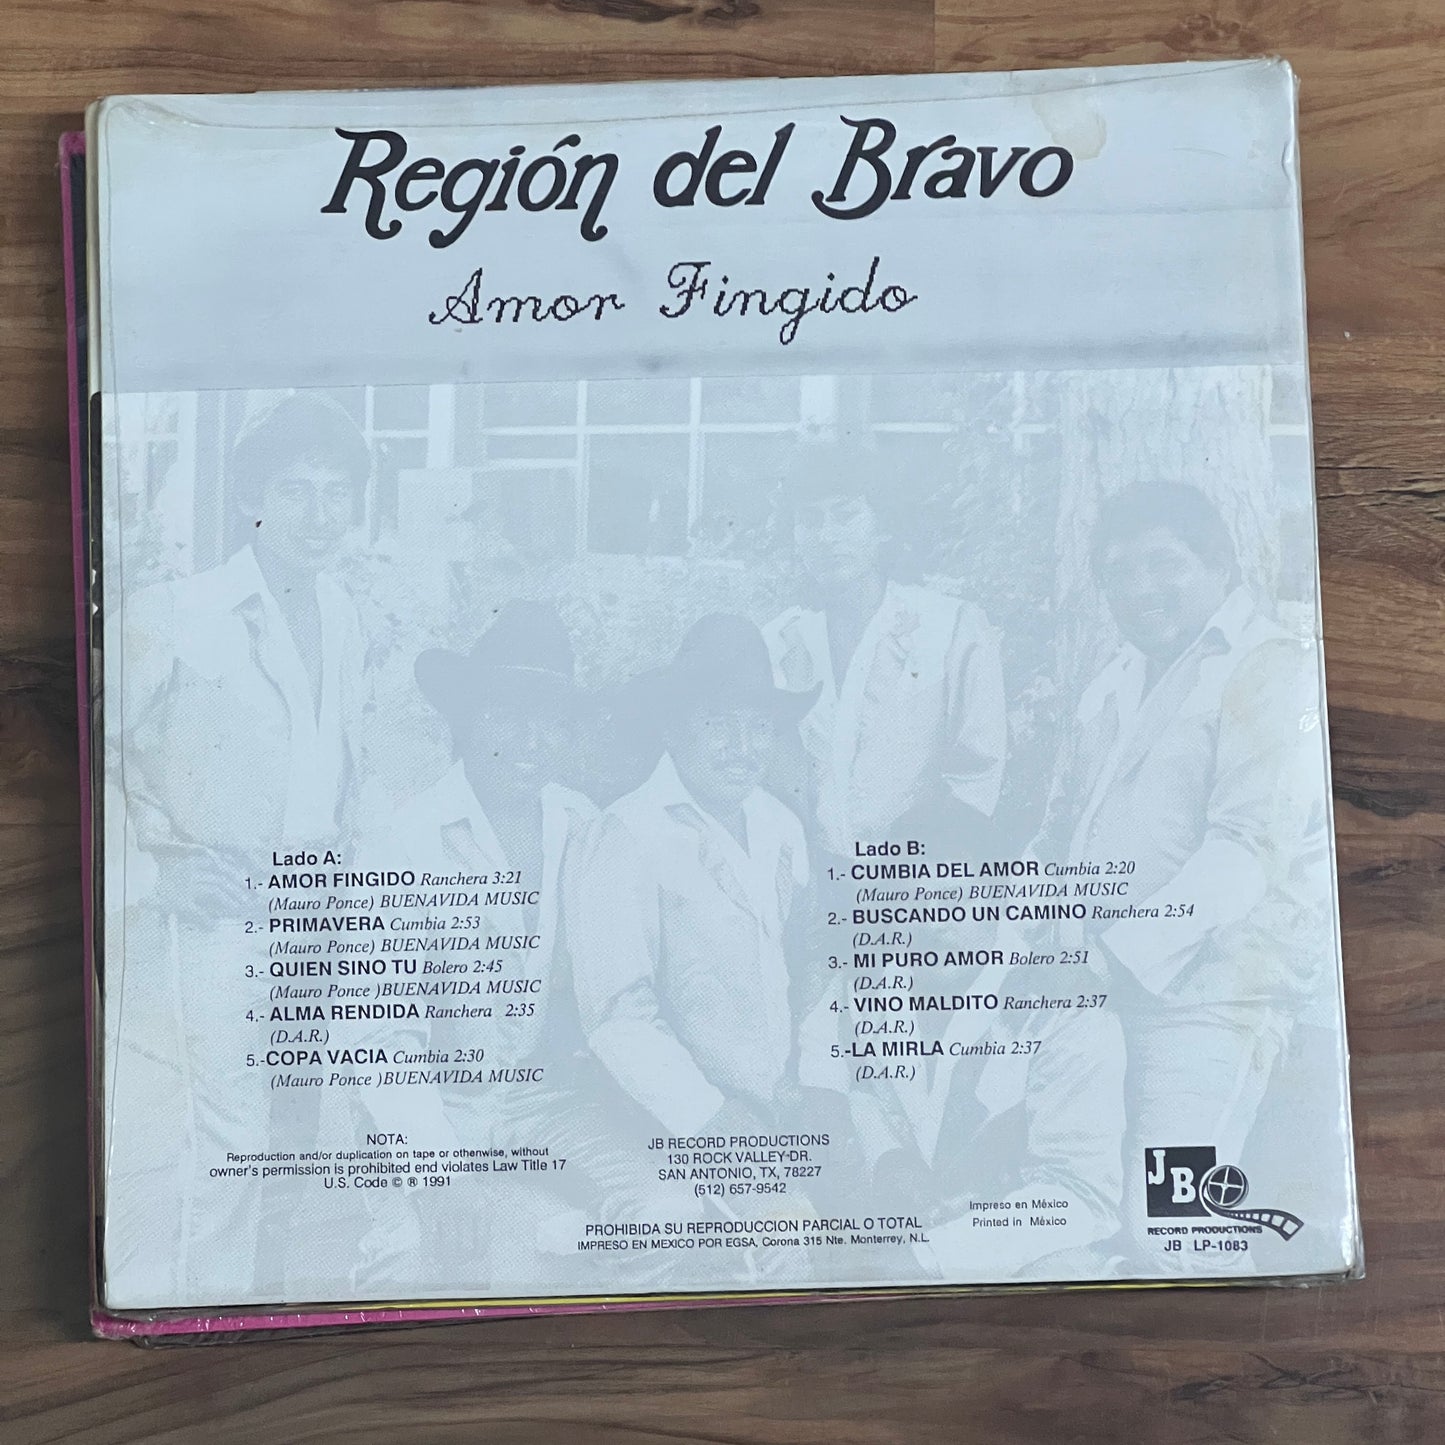 Región del Bravo
Amor Fingido
Lado A:
1.- AMOR FINGIDO Ranchera 3:21
(Mauro Ponce) BUENAVIDA MUSIC
2.- PRIMAVERA Cumbia 2:53
(Mauro Ponce) BUENAVIDA MUSIC
3.- QUIEN SINO TU Bolero 2:45
(Mauro Ponce )BUENAVIDA MUSIC
4.- ALMA RENDIDA Ranchera 2:35
(D.A.R.)
5.-COPA VACIA Cumbia 2:30
(Mauro Ponce )BUENAVIDA MUSIC
Lado B:
1.- CUMBIA DEL AMOR Cumbia 2:20
(Mauro Ponce) BUENAVIDA MUSIC
2.- BUSCANDO UN CAMINO Ranchera 2:54
(D.A.R.)
3.- MI PURO AMOR Bolero 2:51
(D.A.R.)
4.- VINO MALDITO Ranchera 2:37
(D.A.R.)
5.-LA MIRLA Cumbia 2:37
(D.A.R.)
NOTA:
Reproduction and/or duplication on tape or otherwise, without
owner's permission is prohibited end violates Law Title 17
U.S. Code © ® 1991
JB RECORD PRODUCTIONS
130 ROCK VALLEY-DR.
SAN ANTONIO, TX, 78227
(512) 657-9542
PROHIBIDA SU REPRODUCCION PARCIAL O TOTAL
IMPRESO EN MEXICO POR EGSA, Corona 315 Nte. Monterrey, N.L.
Impreso en México
Printed in México
JB
RECORD PRODUCTIONS
JB LP-1083